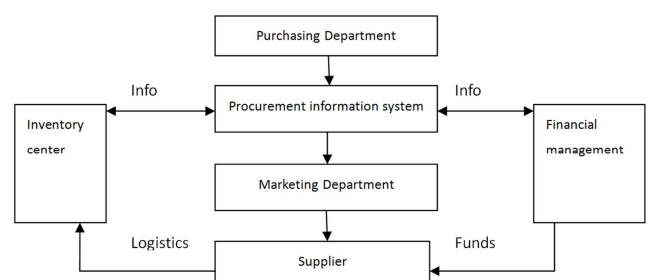 Purchasing Department
Info
Info
Procurement information system
Inventory
center
Financial
management
Marketing Department
Logistics
Funds
Supplier